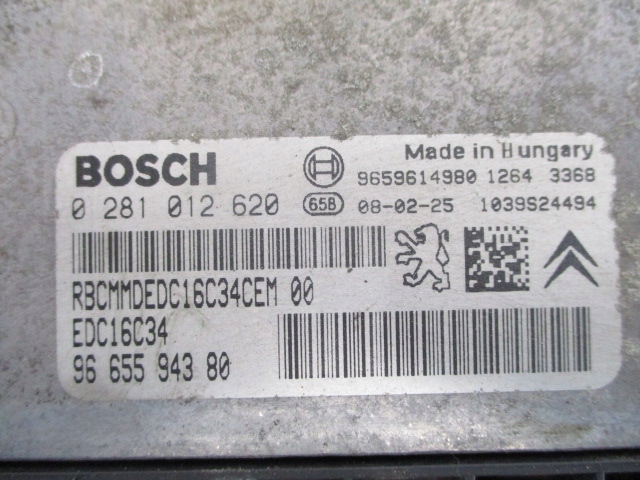 BOSCH
Made in Hungary
9659614980 1264 3368
0 281 012 620
658
08-02-25 1039S24494
RBCMMDEDC16C34CEM 00
EDC16C34
96 655 943 80